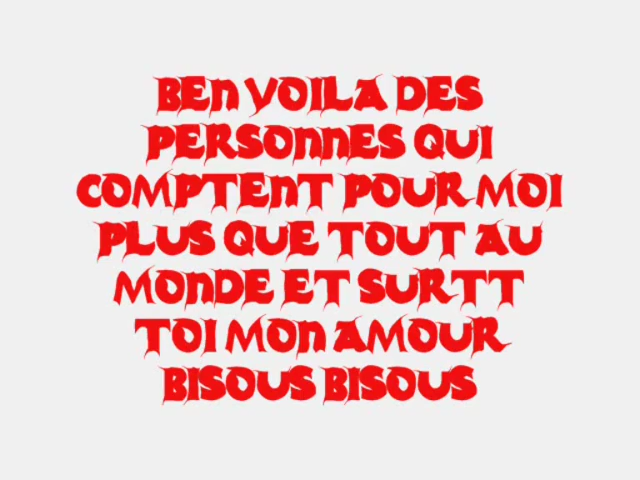 BEN VOILA DES
PERSONNES QUI
COMPTENT POUR MOI
PLUS QUE TOUT AU
MONDE ET SURTT
TOI MON AMOUR
BISOUS BISOUS